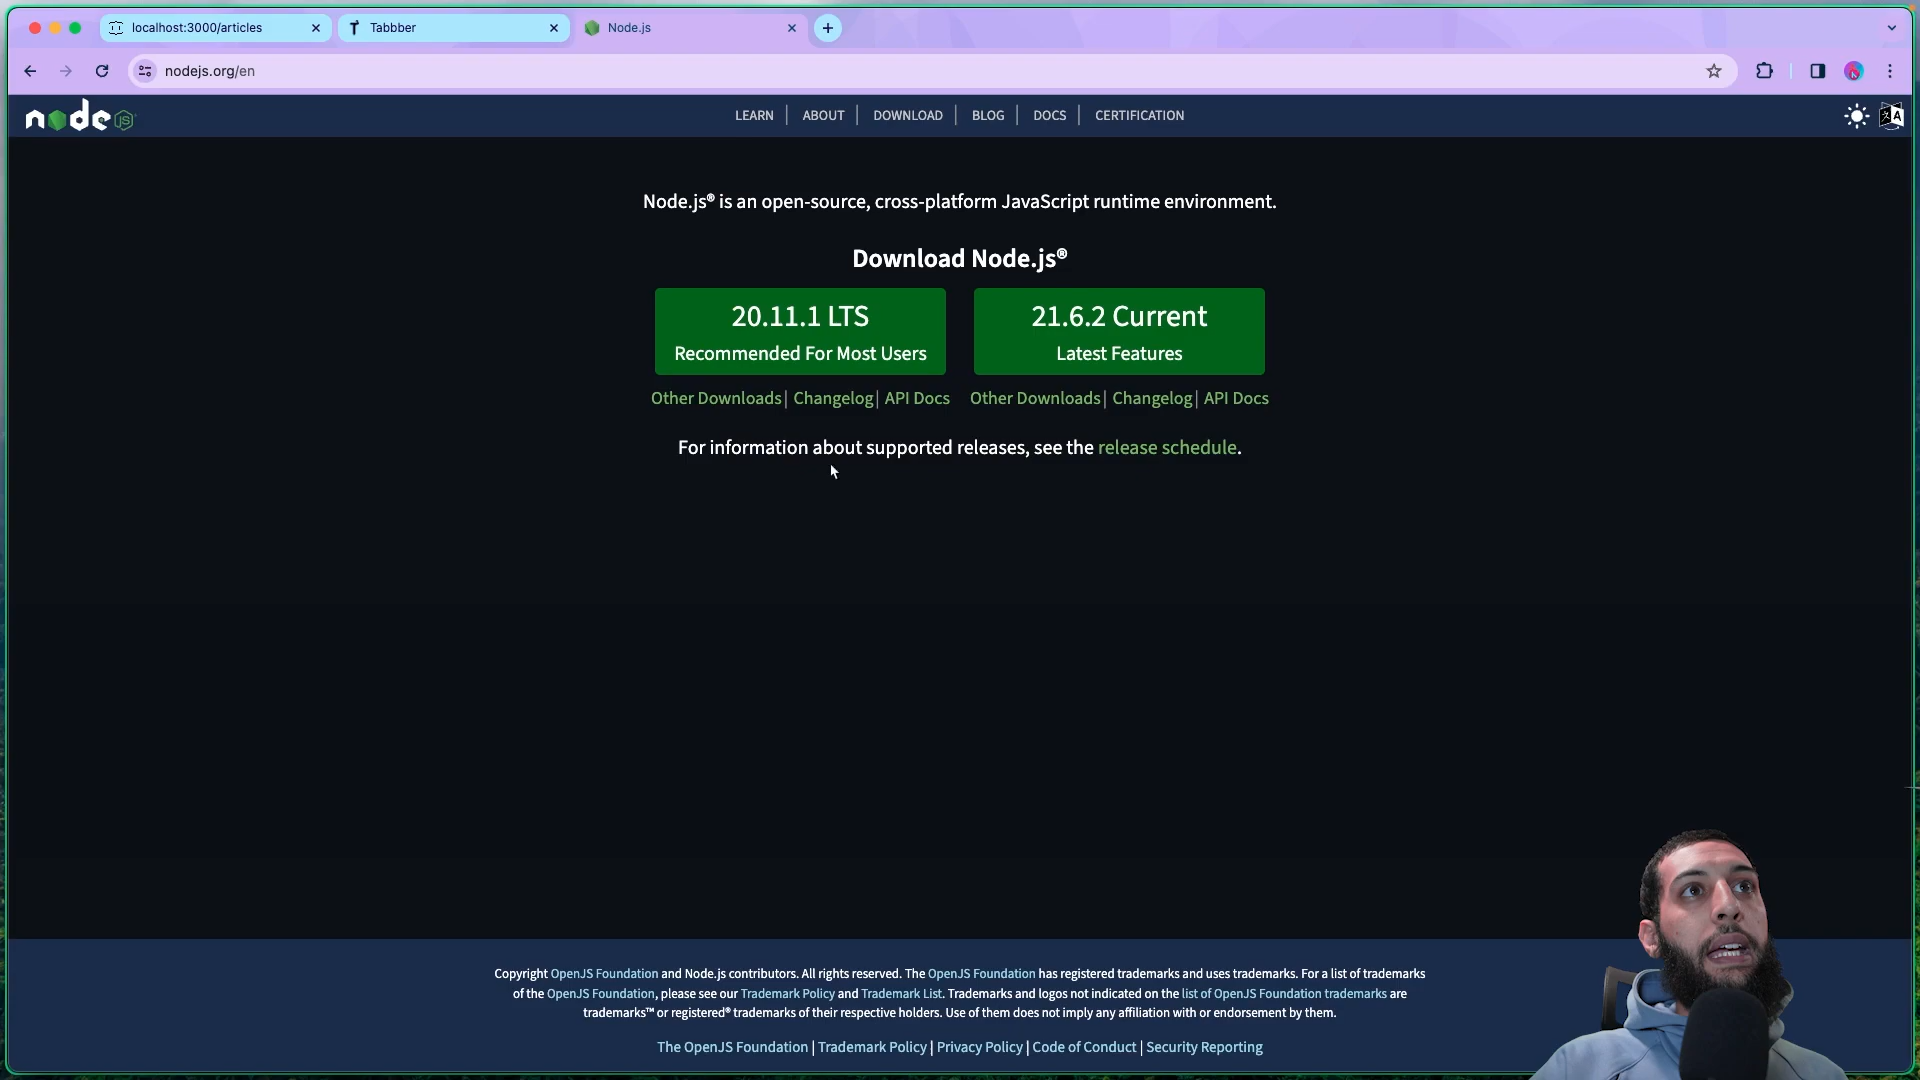 localhost:3000/articles
Tabbber
Node.js
nodejs.org/en
node JS
LEARN | ABOUT | DOWNLOAD | BLOG | DOCS | CERTIFICATION
Node.js® is an open-source, cross-platform JavaScript runtime environment.
Download Node.js®
20.11.1 LTS
Recommended For Most Users
21.6.2 Current
Latest Features
Other Downloads | Changelog | API Docs
Other Downloads | Changelog | API Docs
For information about supported releases, see the release schedule.
Copyright OpenJS Foundation and Node.js contributors. All rights reserved. The OpenJS Foundation has registered trademarks and uses trademarks. For a list of trademarks
of the OpenJS Foundation, please see our Trademark Policy and Trademark List. Trademarks and logos not indicated on the list of OpenJS Foundation trademarks are
trademarks™ or registered® trademarks of their respective holders. Use of them does not imply any affiliation with or endorsement by them.
The OpenJS Foundation | Trademark Policy | Privacy Policy | Code of Conduct | Security Reporting